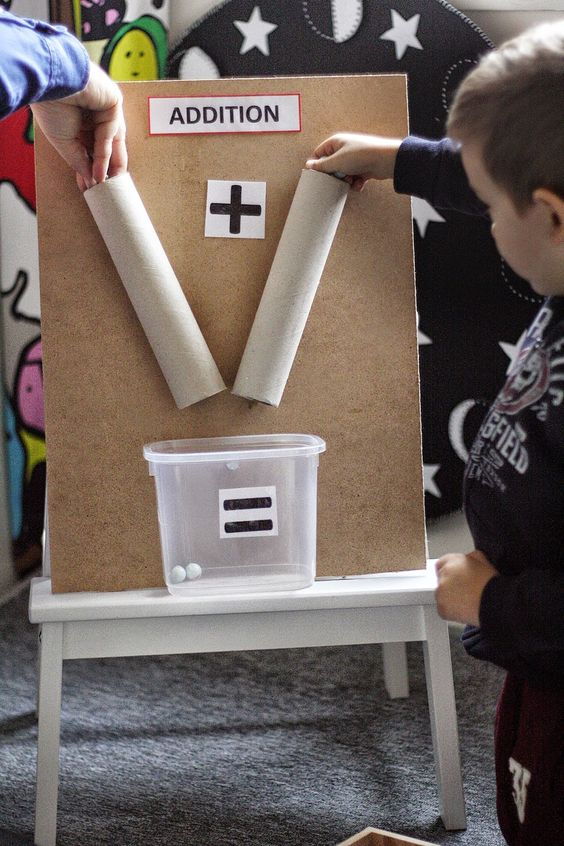 ADDITION
+
=